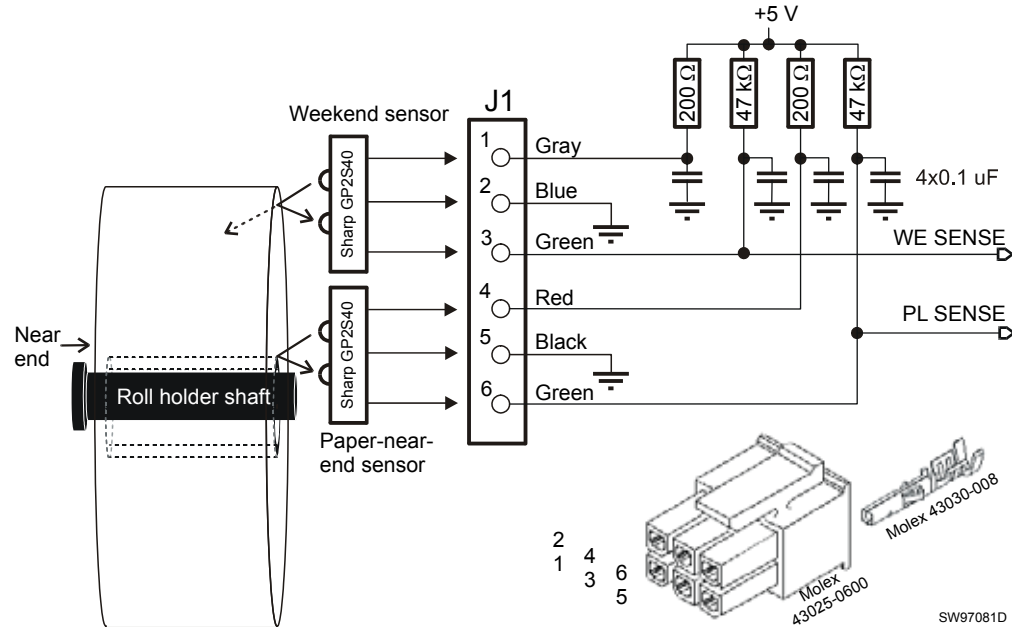 +5 V
200 Ω
47 kΩ
200 Ω
47 kΩ
4x0.1 uF
Weekend sensor
J1
Sharp GP2S40
1
Gray
2
Blue
3
Green
WE SENSE
Sharp GP2S40
4
Red
PL SENSE
5
Black
6
Green
Near
end
Roll holder shaft
Paper-near-
end sensor
2
1
4
3
6
5
Molex
43025-0600
Molex 43030-008
SW97081D